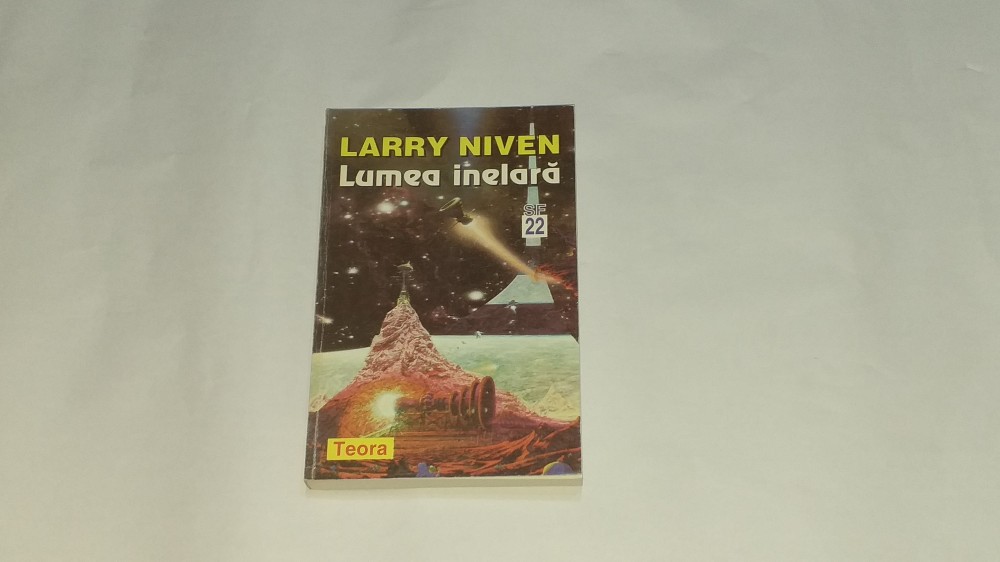 LARRY NIVEN
Lumea inelară
SF
22
Teora